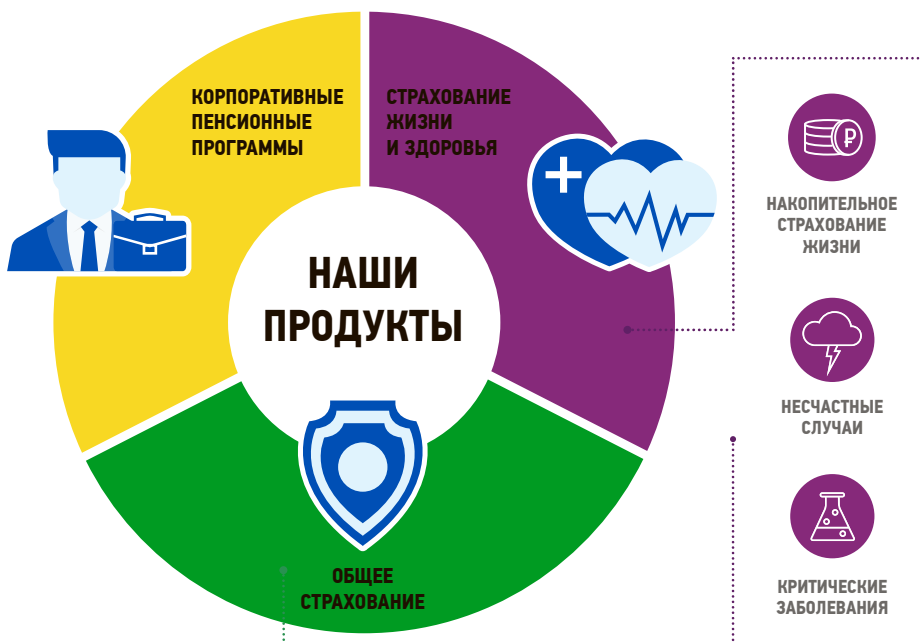 КОРПОРАТИВНЫЕ
ПЕНСИОННЫЕ
ПРОГРАММЫ
СТРАХОВАНИЕ
ЖИЗНИ
И ЗДОРОВЬЯ
НАШИ
ПРОДУКТЫ
ОБЩЕЕ
СТРАХОВАНИЕ
НАКОПИТЕЛЬНОЕ
СТРАХОВАНИЕ
ЖИЗНИ
НЕСЧАСТНЫЕ
СЛУЧАИ
КРИТИЧЕСКИЕ
ЗАБОЛЕВАНИЯ